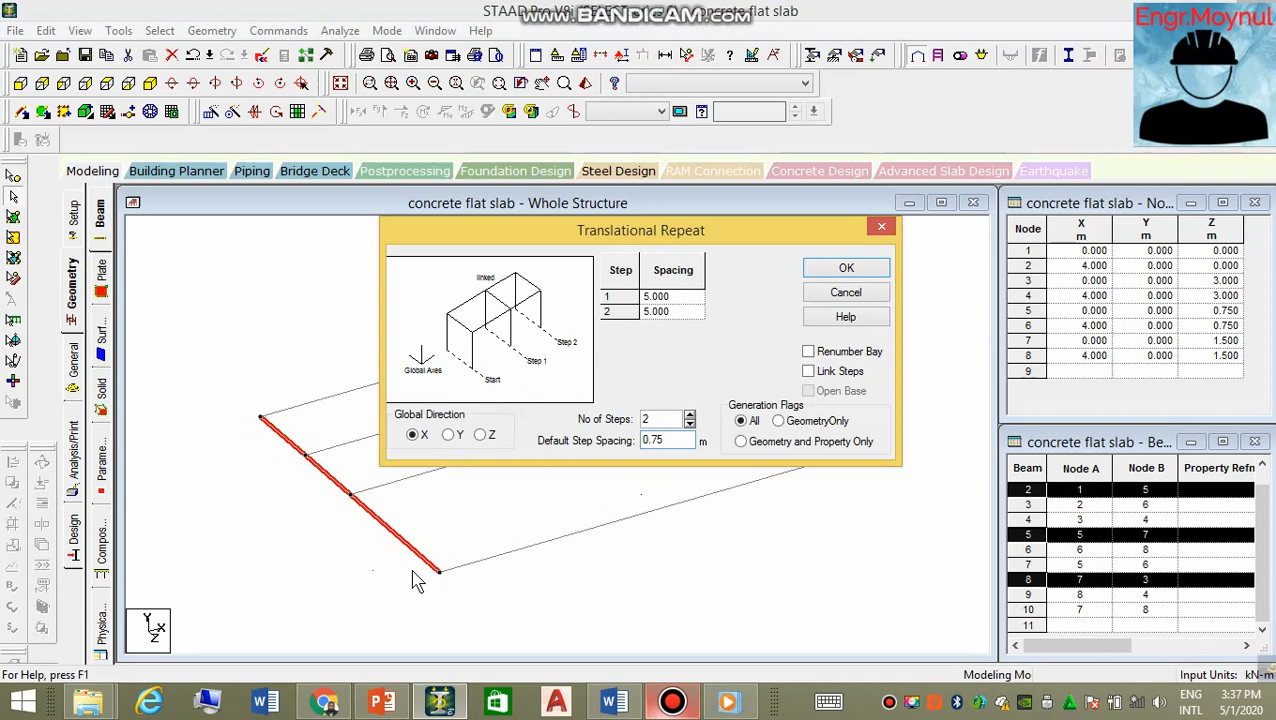 STAAD.Pro V8i (SELECT
www.BANDICAM.com
concrete flat slab
Engr.Moynul
File Edit View Tools Select Geometry Commands Analyze Mode Window Help
Modeling Building Planner Piping Bridge Deck Postprocessing Foundation Design Steel Design RAM Connection Concrete Design Advanced Slab Design Earthquake
Setup
Geometry
General
Analysis/Print
Design
Beam
Plate
Surf...
Solid
Parame...
Compos...
Physica...
concrete flat slab - Whole Structure
Translational Repeat
linked
Step 2
Step 1
Start
Global Axes
Step Spacing
1 5.000
2 5.000
OK
Cancel
Help
Renumber Bay
Link Steps
Open Base
Global Direction
X Y Z
No of Steps: 2
Default Step Spacing: 0.75 m
Generation Flags
All GeometryOnly
Geometry and Property Only
Y
X
Z
concrete flat slab - No...
Node X m Y m Z m
1 0.000 0.000 0.000
2 4.000 0.000 0.000
3 0.000 0.000 3.000
4 4.000 0.000 3.000
5 0.000 0.000 0.750
6 4.000 0.000 0.750
7 0.000 0.000 1.500
8 4.000 0.000 1.500
9
concrete flat slab - Be...
Beam Node A Node B Property Refn
2 1 5
3 2 6
4 3 4
5 5 7
6 6 8
7 5 6
8 7 3
9 8 4
10 7 8
11
For Help, press F1
Modeling Mo
Input Units: kN-m
ENG
INTL
3:37 PM
5/1/2020